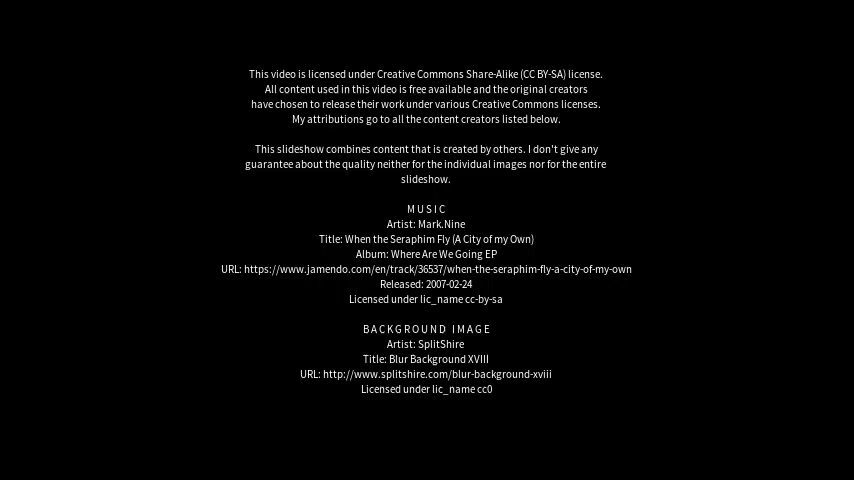 This video is licensed under Creative Commons Share-Alike (CC BY-SA) license.
All content used in this video is free available and the original creators
have chosen to release their work under various Creative Commons licenses.
My attributions go to all the content creators listed below.
This slideshow combines content that is created by others. I don't give any
guarantee about the quality neither for the individual images nor for the entire
slideshow.
MUSIC
Artist: Mark.Nine
Title: When the Seraphim Fly (A City of my Own)
Album: Where Are We Going EP
URL: https://www.jamendo.com/en/track/36537/when-the-seraphim-fly-a-city-of-my-own
Released: 2007-02-24
Licensed under lic_name cc-by-sa
BACKGROUND IMAGE
Artist: SplitShire
Title: Blur Background XVIII
URL: http://www.splitshire.com/blur-background-xviii
Licensed under lic_name cc0